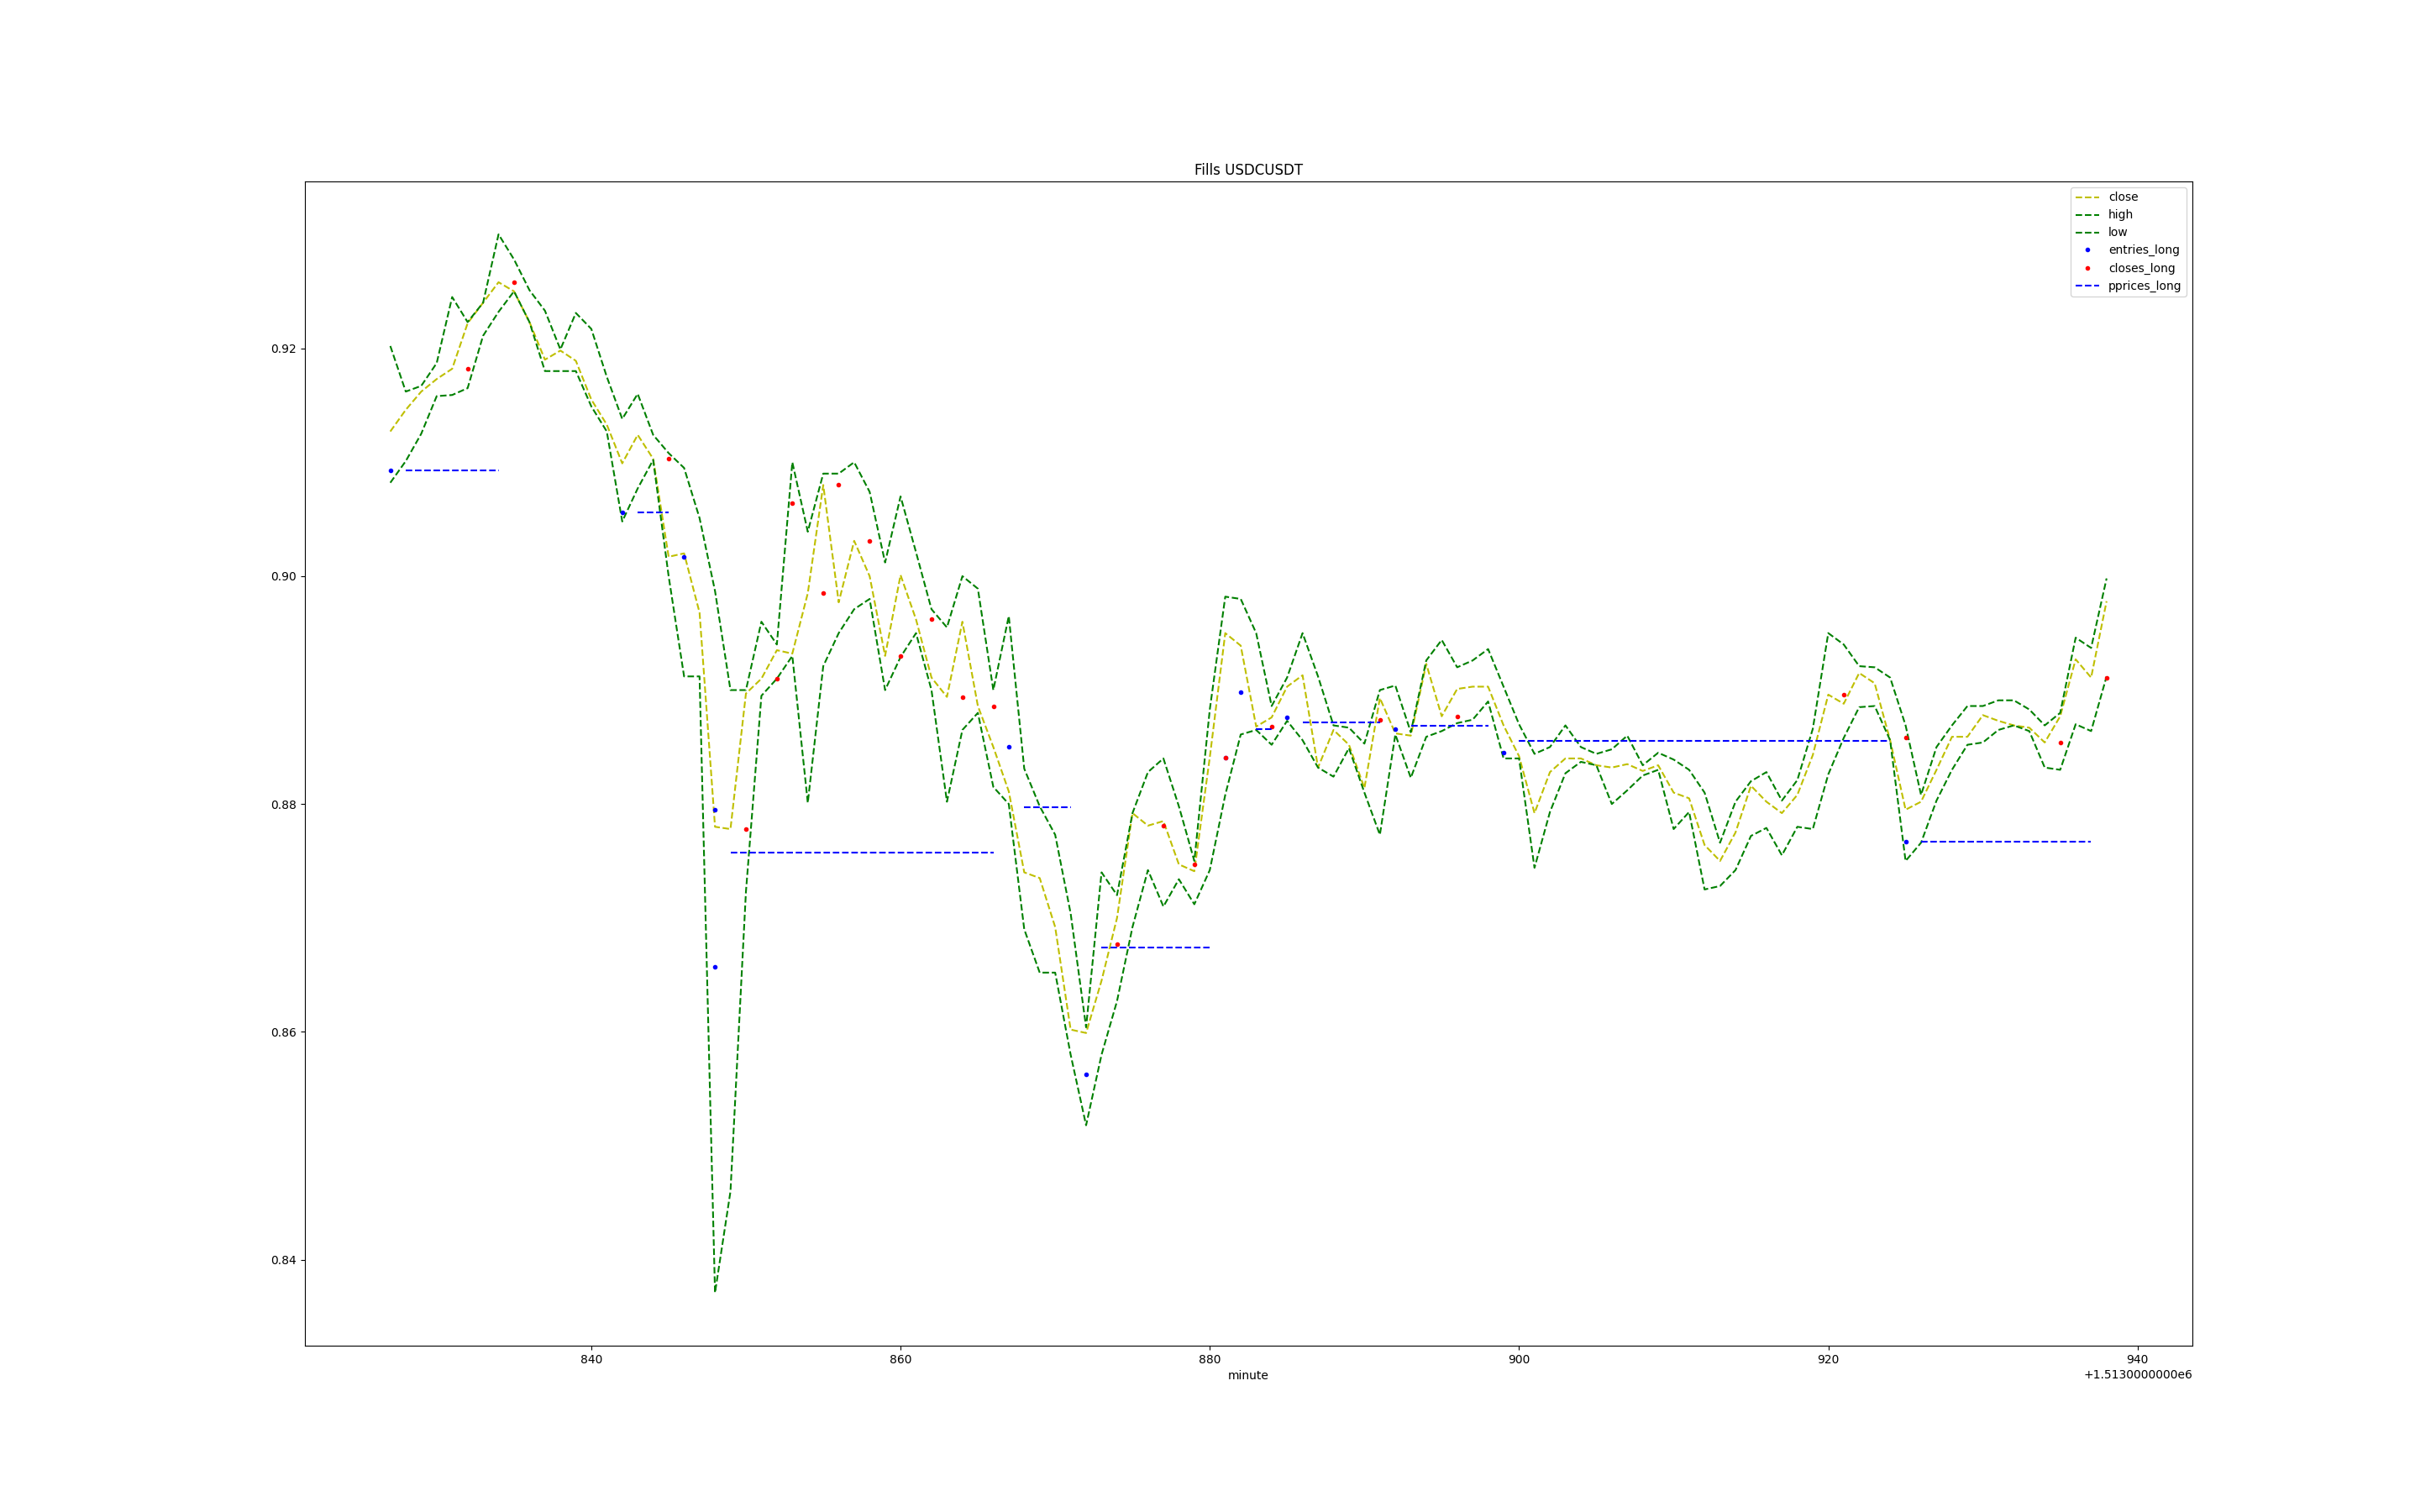 Fills USDCUSDT
close
high
low
entries_long
closes_long
pprices_long
0.92
0.90
0.88
0.86
0.84
840
860
880
900
920
940
minute
+1.5130000000e6